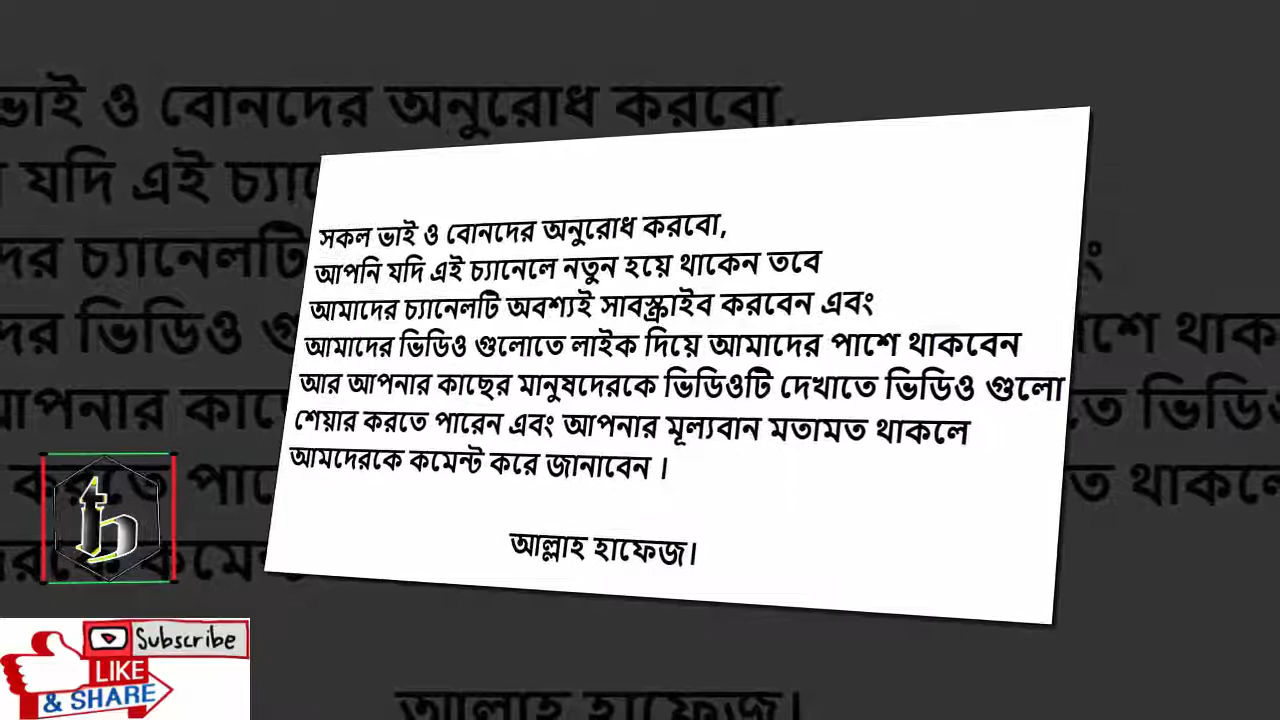 সকল ভাই ও বোনদের অনুরোধ করবো,
আপনি যদি এই চ্যানেলে নতুন হয়ে থাকেন তবে
আমাদের চ্যানেলটি অবশ্যই সাবস্ক্রাইব করবেন এবং
আমাদের ভিডিও গুলোতে লাইক দিয়ে আমাদের পাশে থাকবেন
আর আপনার কাছের মানুষদেরকে ভিডিওটি দেখাতে ভিডিও গুলো
শেয়ার করতে পারেন এবং আপনার মূল্যবান মতামত থাকলে
আমদেরকে কমেন্ট করে জানাবেন ।
আল্লাহ হাফেজ।
b
Subscribe
LIKE
& SHARE
আল্লাহ হাফেজ।